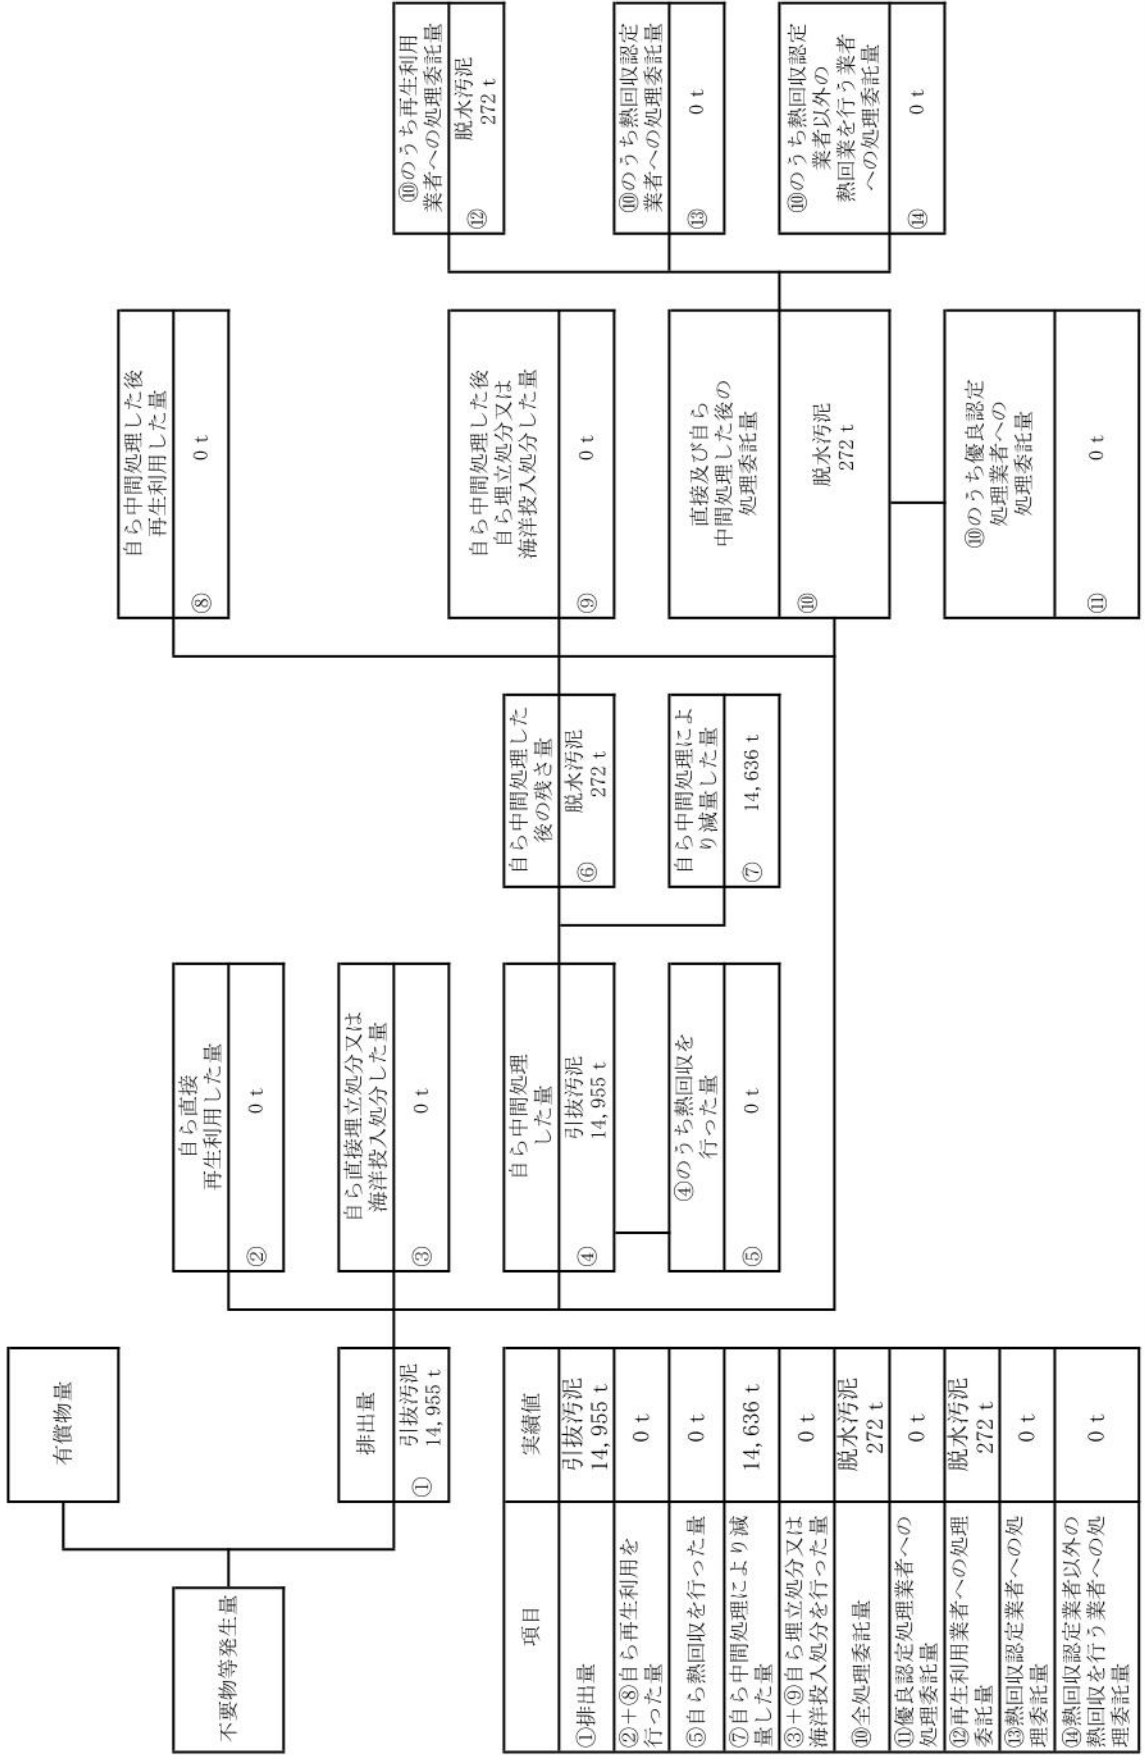 不要物等発生量
有償物量
排出量
①
引抜汚泥
14,955 t
自ら直接
再生利用した量
②
0 t
自ら直接埋立処分又は
海洋投入処分した量
③
0 t
自ら中間処理
した量
④
引抜汚泥
14,955 t
④のうち熱回収を
行った量
⑤
0 t
自ら中間処理した
後の残さ量
⑥
脱水汚泥
272 t
自ら中間処理によ
り減量した量
⑦
14,636 t
自ら中間処理した後
再生利用した量
⑧
0 t
自ら中間処理した後
自ら埋立処分又は
海洋投入処分した量
⑨
0 t
直接及び自ら
中間処理した後の
処理委託量
⑩
脱水汚泥
272 t
⑩のうち優良認定
処理業者への
処理委託量
⑪
0 t
⑩のうち再生利用
業者への処理委託量
⑫
脱水汚泥
272 t
⑩のうち熱回収認定
業者への処理委託量
⑬
0 t
⑩のうち熱回収認定
業者以外の
熱回業を行う業者
への処理委託量
⑭
0 t
項目 実績値
①排出量
引抜汚泥
14,955 t
②＋⑧自ら再生利用を
行った量
0 t
⑤自ら熱回収を行った量 0 t
⑦自ら中間処理により減
量した量
14,636 t
③＋⑨自ら埋立処分又は
海洋投入処分を行った量
0 t
⑩全処理委託量
脱水汚泥
272 t
⑪優良認定処理業者への
処理委託量
0 t
⑫再生利用業者への処理
委託量
脱水汚泥
272 t
⑬熱回収認定業者への処
理委託量
0 t
⑭熱回収認定業者以外の
熱回収を行う業者への処
理委託量
0 t